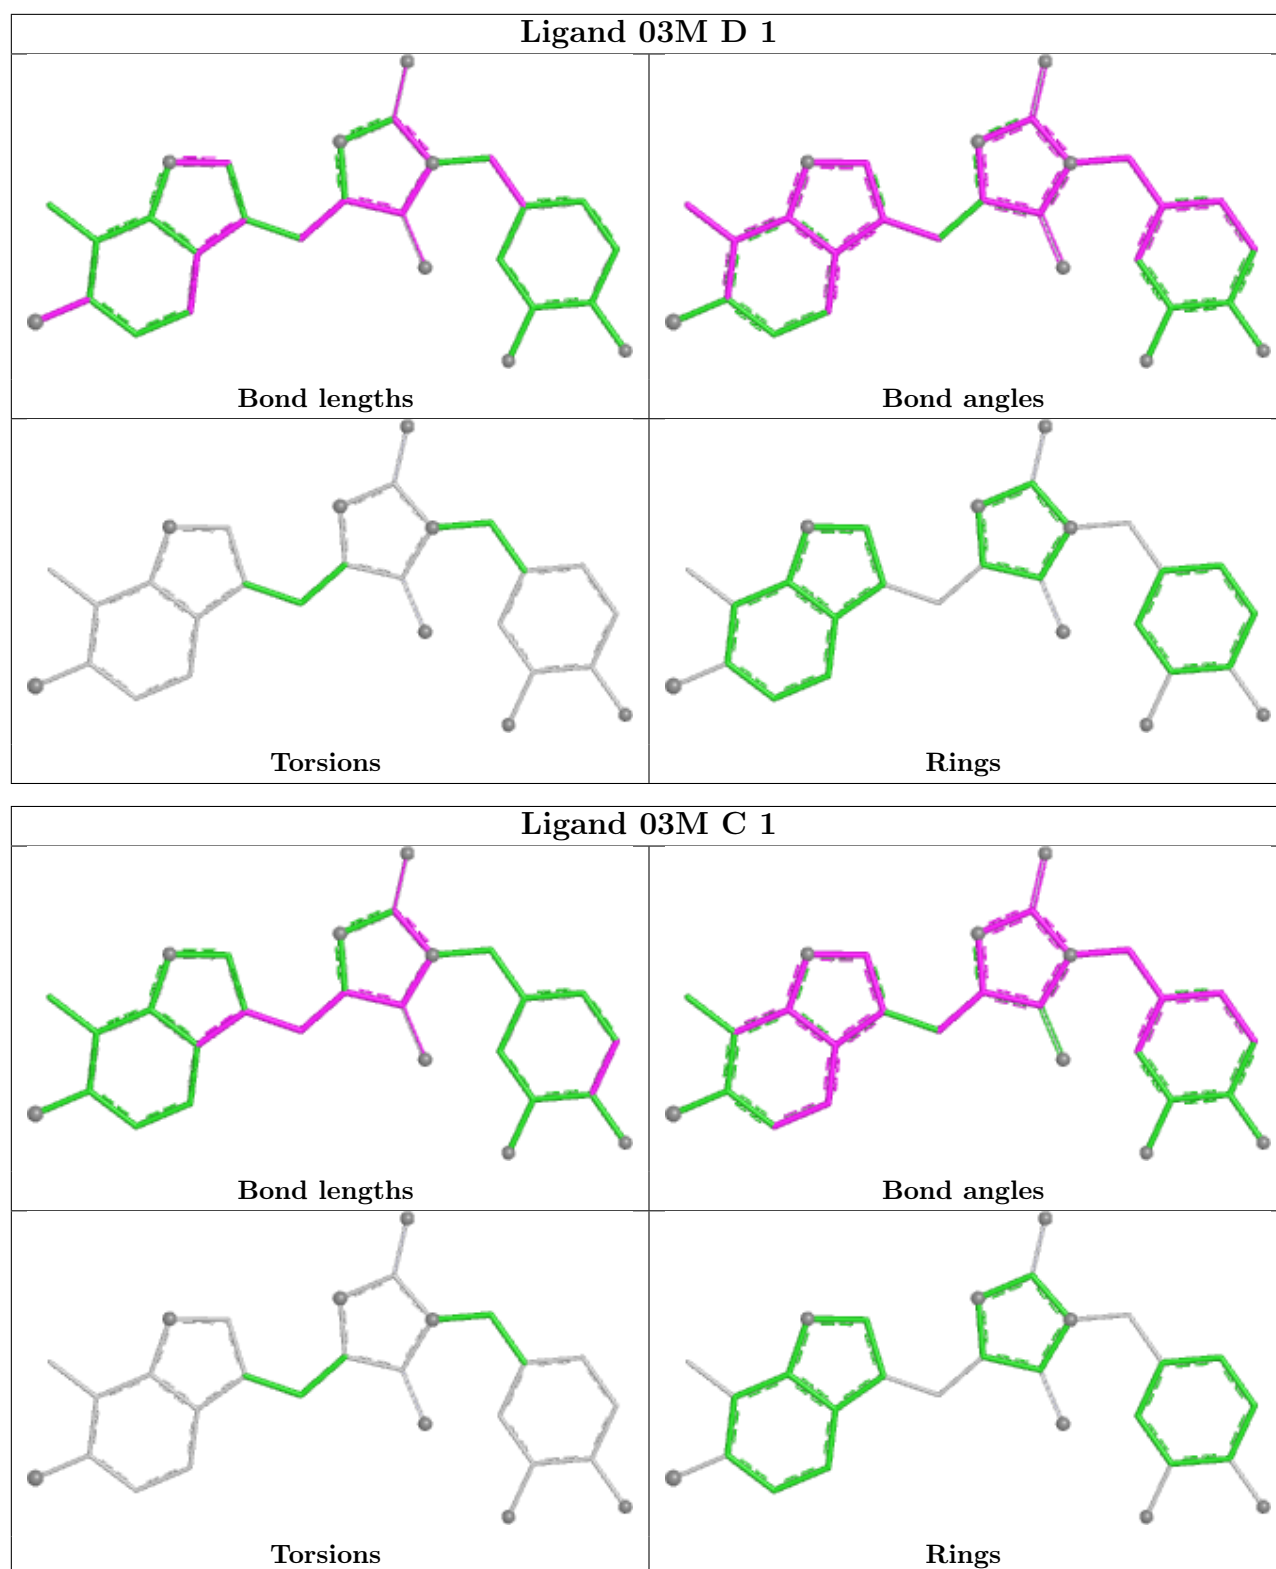 Ligand 03M D 1
Bond lengths
Bond angles
Torsions
Rings
Ligand 03M C 1
Bond lengths
Bond angles
Torsions
Rings